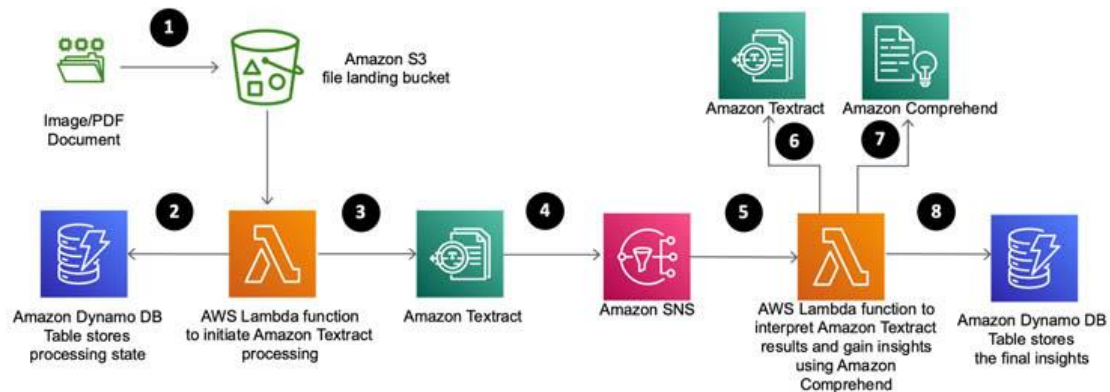 1
Image/PDF
Document
Amazon S3
file landing bucket
Amazon Textract
Amazon Comprehend
6
7
2
3
4
5
8
Amazon Dynamo DB
Table stores
processing state
AWS Lambda function
to initiate Amazon Textract
processing
Amazon Textract
Amazon SNS
AWS Lambda function to
interpret Amazon Textract
results and gain insights
using Amazon
Comprehend
Amazon Dynamo DB
Table stores
the final insights